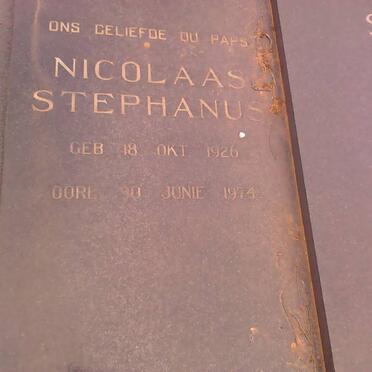 ONS GELIEFDE OU PAPS
NICOLAAS
STEPHANUS
GEB 18 OKT 1926
OORL 30 JUNIE 1974